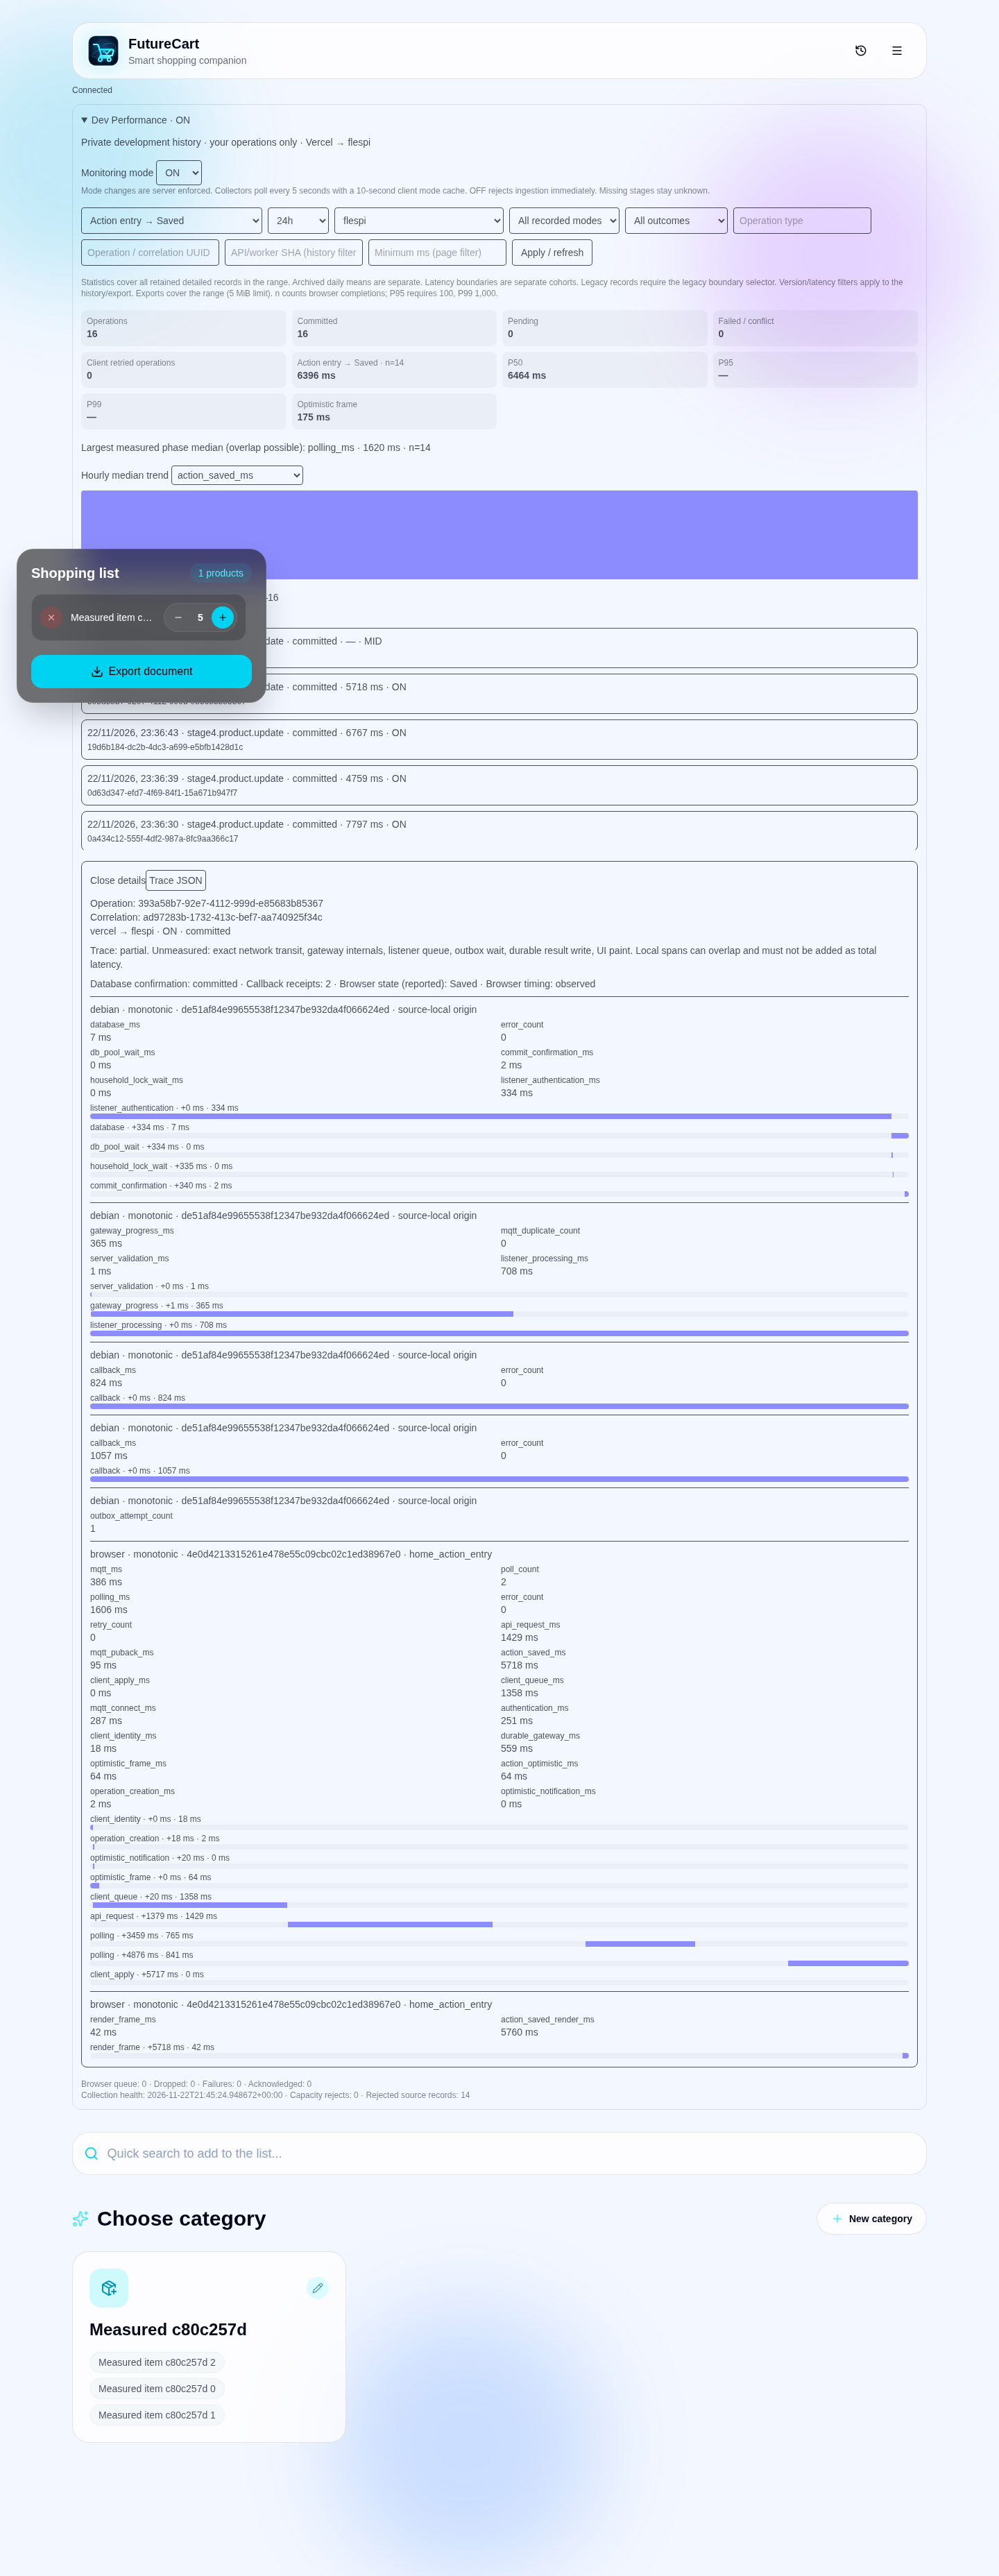 FutureCart
Smart shopping companion
Connected
▼ Dev Performance · ON
Private development history · your operations only · Vercel → flespi
Monitoring mode ON
Mode changes are server enforced. Collectors poll every 5 seconds with a 10-second client mode cache. OFF rejects ingestion immediately. Missing stages stay unknown.
Action entry → Saved 24h flespi All recorded modes All outcomes Operation type
Operation / correlation UUID API/worker SHA (history filter Minimum ms (page filter) Apply / refresh
Statistics cover all retained detailed records in the range. Archived daily means are separate. Latency boundaries are separate cohorts. Legacy records require the legacy boundary selector. Version/latency filters apply to the
history/export. Exports cover the range (5 MiB limit). n counts browser completions; P95 requires 100, P99 1,000.
Operations
16
Committed
16
Pending
0
Failed / conflict
0
Client retried operations
0
Action entry → Saved · n=14
6396 ms
P50
6464 ms
P95
—
P99
—
Optimistic frame
175 ms
Largest measured phase median (overlap possible): polling_ms · 1620 ms · n=14
Hourly median trend action_saved_ms
Shopping list
1 products
Measured item c...
− 5 +
Export document
-16
date · committed · — · MID
date · committed · 5718 ms · ON
22/11/2026, 23:36:43 · stage4.product.update · committed · 6767 ms · ON
19d6b184-dc2b-4dc3-a699-e5bfb1428d1c
22/11/2026, 23:36:39 · stage4.product.update · committed · 4759 ms · ON
0d63d347-efd7-4f69-84f1-15a671b947f7
22/11/2026, 23:36:30 · stage4.product.update · committed · 7797 ms · ON
0a434c12-555f-4df2-987a-8fc9aa366c17
Close details Trace JSON
Operation: 393a58b7-92e7-4112-999d-e85683b85367
Correlation: ad97283b-1732-413c-bef7-aa740925f34c
vercel → flespi · ON · committed
Trace: partial. Unmeasured: exact network transit, gateway internals, listener queue, outbox wait, durable result write, UI paint. Local spans can overlap and must not be added as total
latency.
Database confirmation: committed · Callback receipts: 2 · Browser state (reported): Saved · Browser timing: observed
debian · monotonic · de51af84e99655538f12347be932da4f066624ed · source-local origin
database_ms
7 ms
error_count
0
db_pool_wait_ms
0 ms
commit_confirmation_ms
2 ms
household_lock_wait_ms
0 ms
listener_authentication_ms
334 ms
listener_authentication · +0 ms · 334 ms
database · +334 ms · 7 ms
db_pool_wait · +334 ms · 0 ms
household_lock_wait · +335 ms · 0 ms
commit_confirmation · +340 ms · 2 ms
debian · monotonic · de51af84e99655538f12347be932da4f066624ed · source-local origin
gateway_progress_ms
365 ms
mqtt_duplicate_count
0
server_validation_ms
1 ms
listener_processing_ms
708 ms
server_validation · +0 ms · 1 ms
gateway_progress · +1 ms · 365 ms
listener_processing · +0 ms · 708 ms
debian · monotonic · de51af84e99655538f12347be932da4f066624ed · source-local origin
callback_ms
824 ms
error_count
0
callback · +0 ms · 824 ms
debian · monotonic · de51af84e99655538f12347be932da4f066624ed · source-local origin
callback_ms
1057 ms
error_count
0
callback · +0 ms · 1057 ms
debian · monotonic · de51af84e99655538f12347be932da4f066624ed · source-local origin
outbox_attempt_count
1
browser · monotonic · 4e0d4213315261e478e55c09cbc02c1ed38967e0 · home_action_entry
mqtt_ms
386 ms
poll_count
2
polling_ms
1606 ms
error_count
0
retry_count
0
api_request_ms
1429 ms
mqtt_puback_ms
95 ms
action_saved_ms
5718 ms
client_apply_ms
0 ms
client_queue_ms
1358 ms
mqtt_connect_ms
287 ms
authentication_ms
251 ms
client_identity_ms
18 ms
durable_gateway_ms
559 ms
optimistic_frame_ms
64 ms
action_optimistic_ms
64 ms
operation_creation_ms
2 ms
optimistic_notification_ms
0 ms
client_identity · +0 ms · 18 ms
operation_creation · +18 ms · 2 ms
optimistic_notification · +20 ms · 0 ms
optimistic_frame · +0 ms · 64 ms
client_queue · +20 ms · 1358 ms
api_request · +1379 ms · 1429 ms
polling · +3459 ms · 765 ms
polling · +4876 ms · 841 ms
client_apply · +5717 ms · 0 ms
browser · monotonic · 4e0d4213315261e478e55c09cbc02c1ed38967e0 · home_action_entry
render_frame_ms
42 ms
action_saved_render_ms
5760 ms
render_frame · +5718 ms · 42 ms
Browser queue: 0 · Dropped: 0 · Failures: 0 · Acknowledged: 0
Collection health: 2026-11-22T21:45:24.948672+00:00 · Capacity rejects: 0 · Rejected source records: 14
Quick search to add to the list...
Choose category
New category
Measured c80c257d
Measured item c80c257d 2
Measured item c80c257d 0
Measured item c80c257d 1